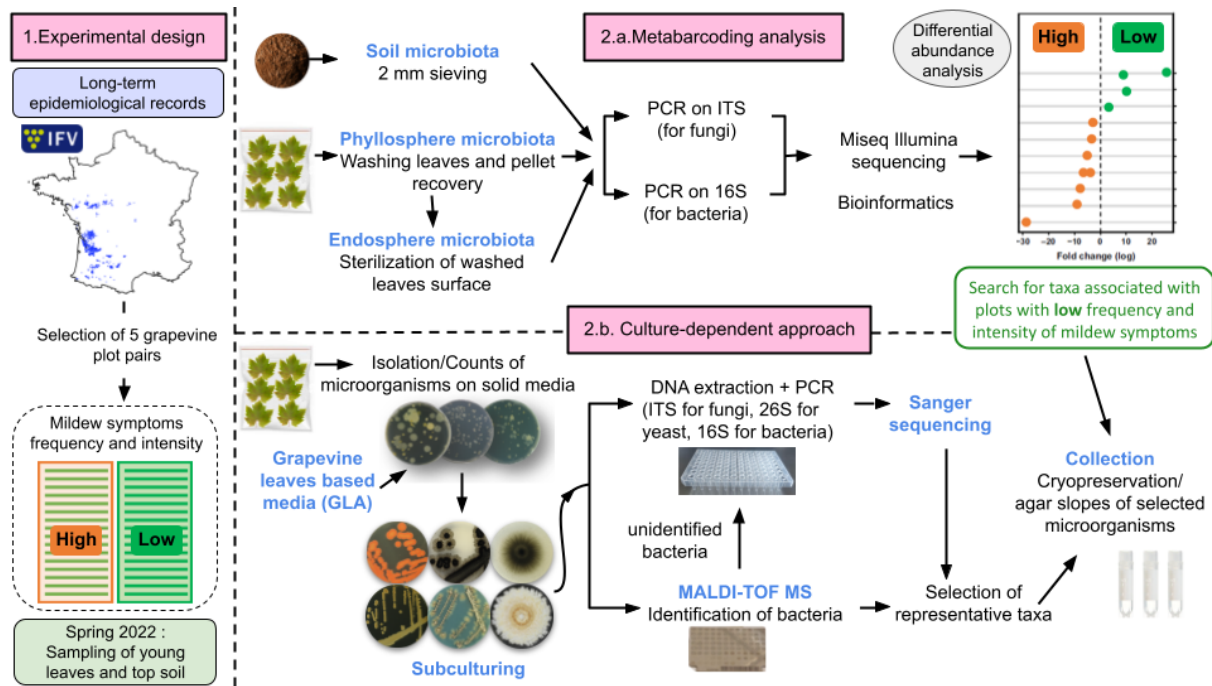 1.Experimental design
Long-term
epidemiological records
IFV
Selection of 5 grapevine
plot pairs
Mildew symptoms
frequency and intensity
High
Low
Spring 2022 :
Sampling of young
leaves and top soil
2.a.Metabarcoding analysis
Soil microbiota
2 mm sieving
Phyllosphere microbiota
Washing leaves and pellet
recovery
Endosphere microbiota
Sterilization of washed
leaves surface
PCR on ITS
(for fungi)
PCR on 16S
(for bacteria)
Miseq Illumina
sequencing
Bioinformatics
Differential
abundance
analysis
High
Low
−30
−20
−10
0
10
20
Fold change (log)
Search for taxa associated with
plots with low frequency and
intensity of mildew symptoms
2.b. Culture-dependent approach
Isolation/Counts of
microorganisms on solid media
Grapevine
leaves based
media (GLA)
Subculturing
DNA extraction + PCR
(ITS for fungi, 26S for
yeast, 16S for bacteria)
unidentified
bacteria
MALDI-TOF MS
Identification of bacteria
Sanger
sequencing
Selection of
representative taxa
Collection
Cryopreservation/
agar slopes of selected
microorganisms